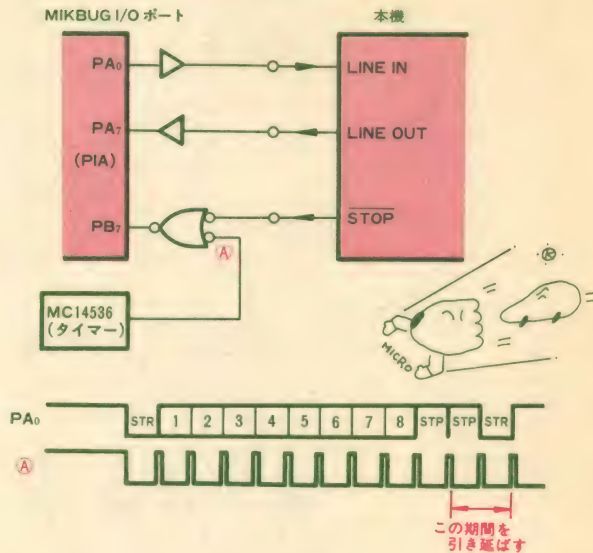 MIKBUG I/O ポート
本機
PA₀
LINE IN
PA₇
LINE OUT
(PIA)
PB₇
STOP
Ⓐ
MC14536
(タイマー)
Ⓚ
MICRO
PA₀
STR 1 2 3 4 5 6 7 8 STP STP STR
Ⓐ
この期間を
引き延ばす